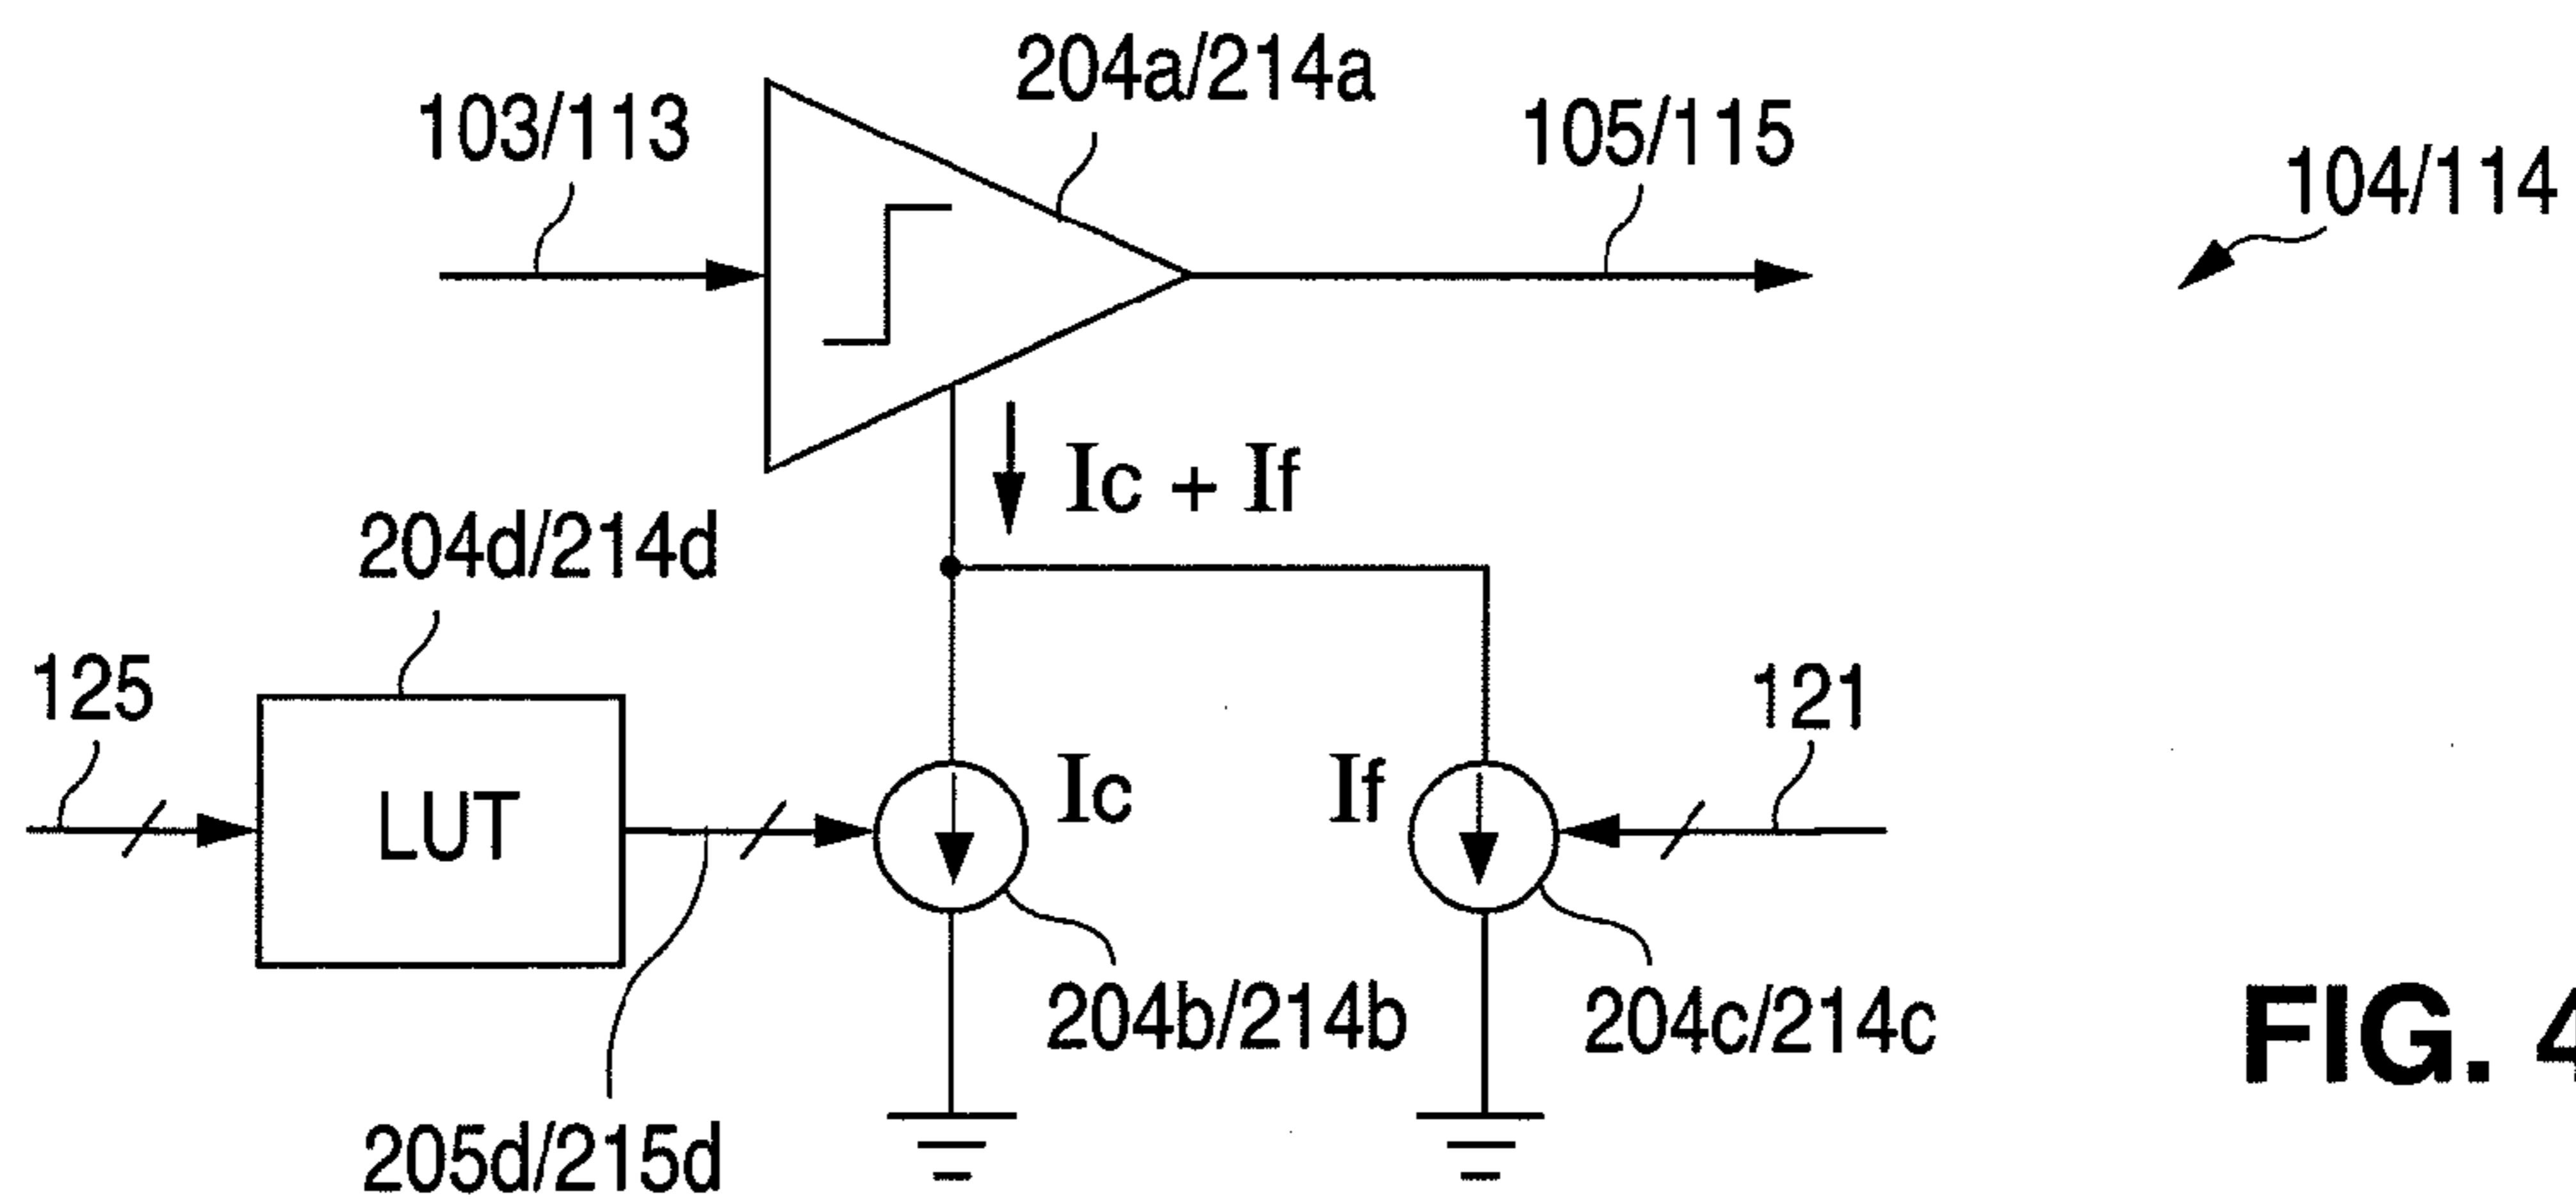 204a/214a
103/113
105/115
104/114
Ic + If
204d/214d
125
LUT
Ic
If
121
204b/214b
204c/214c
205d/215d
FIG. 4